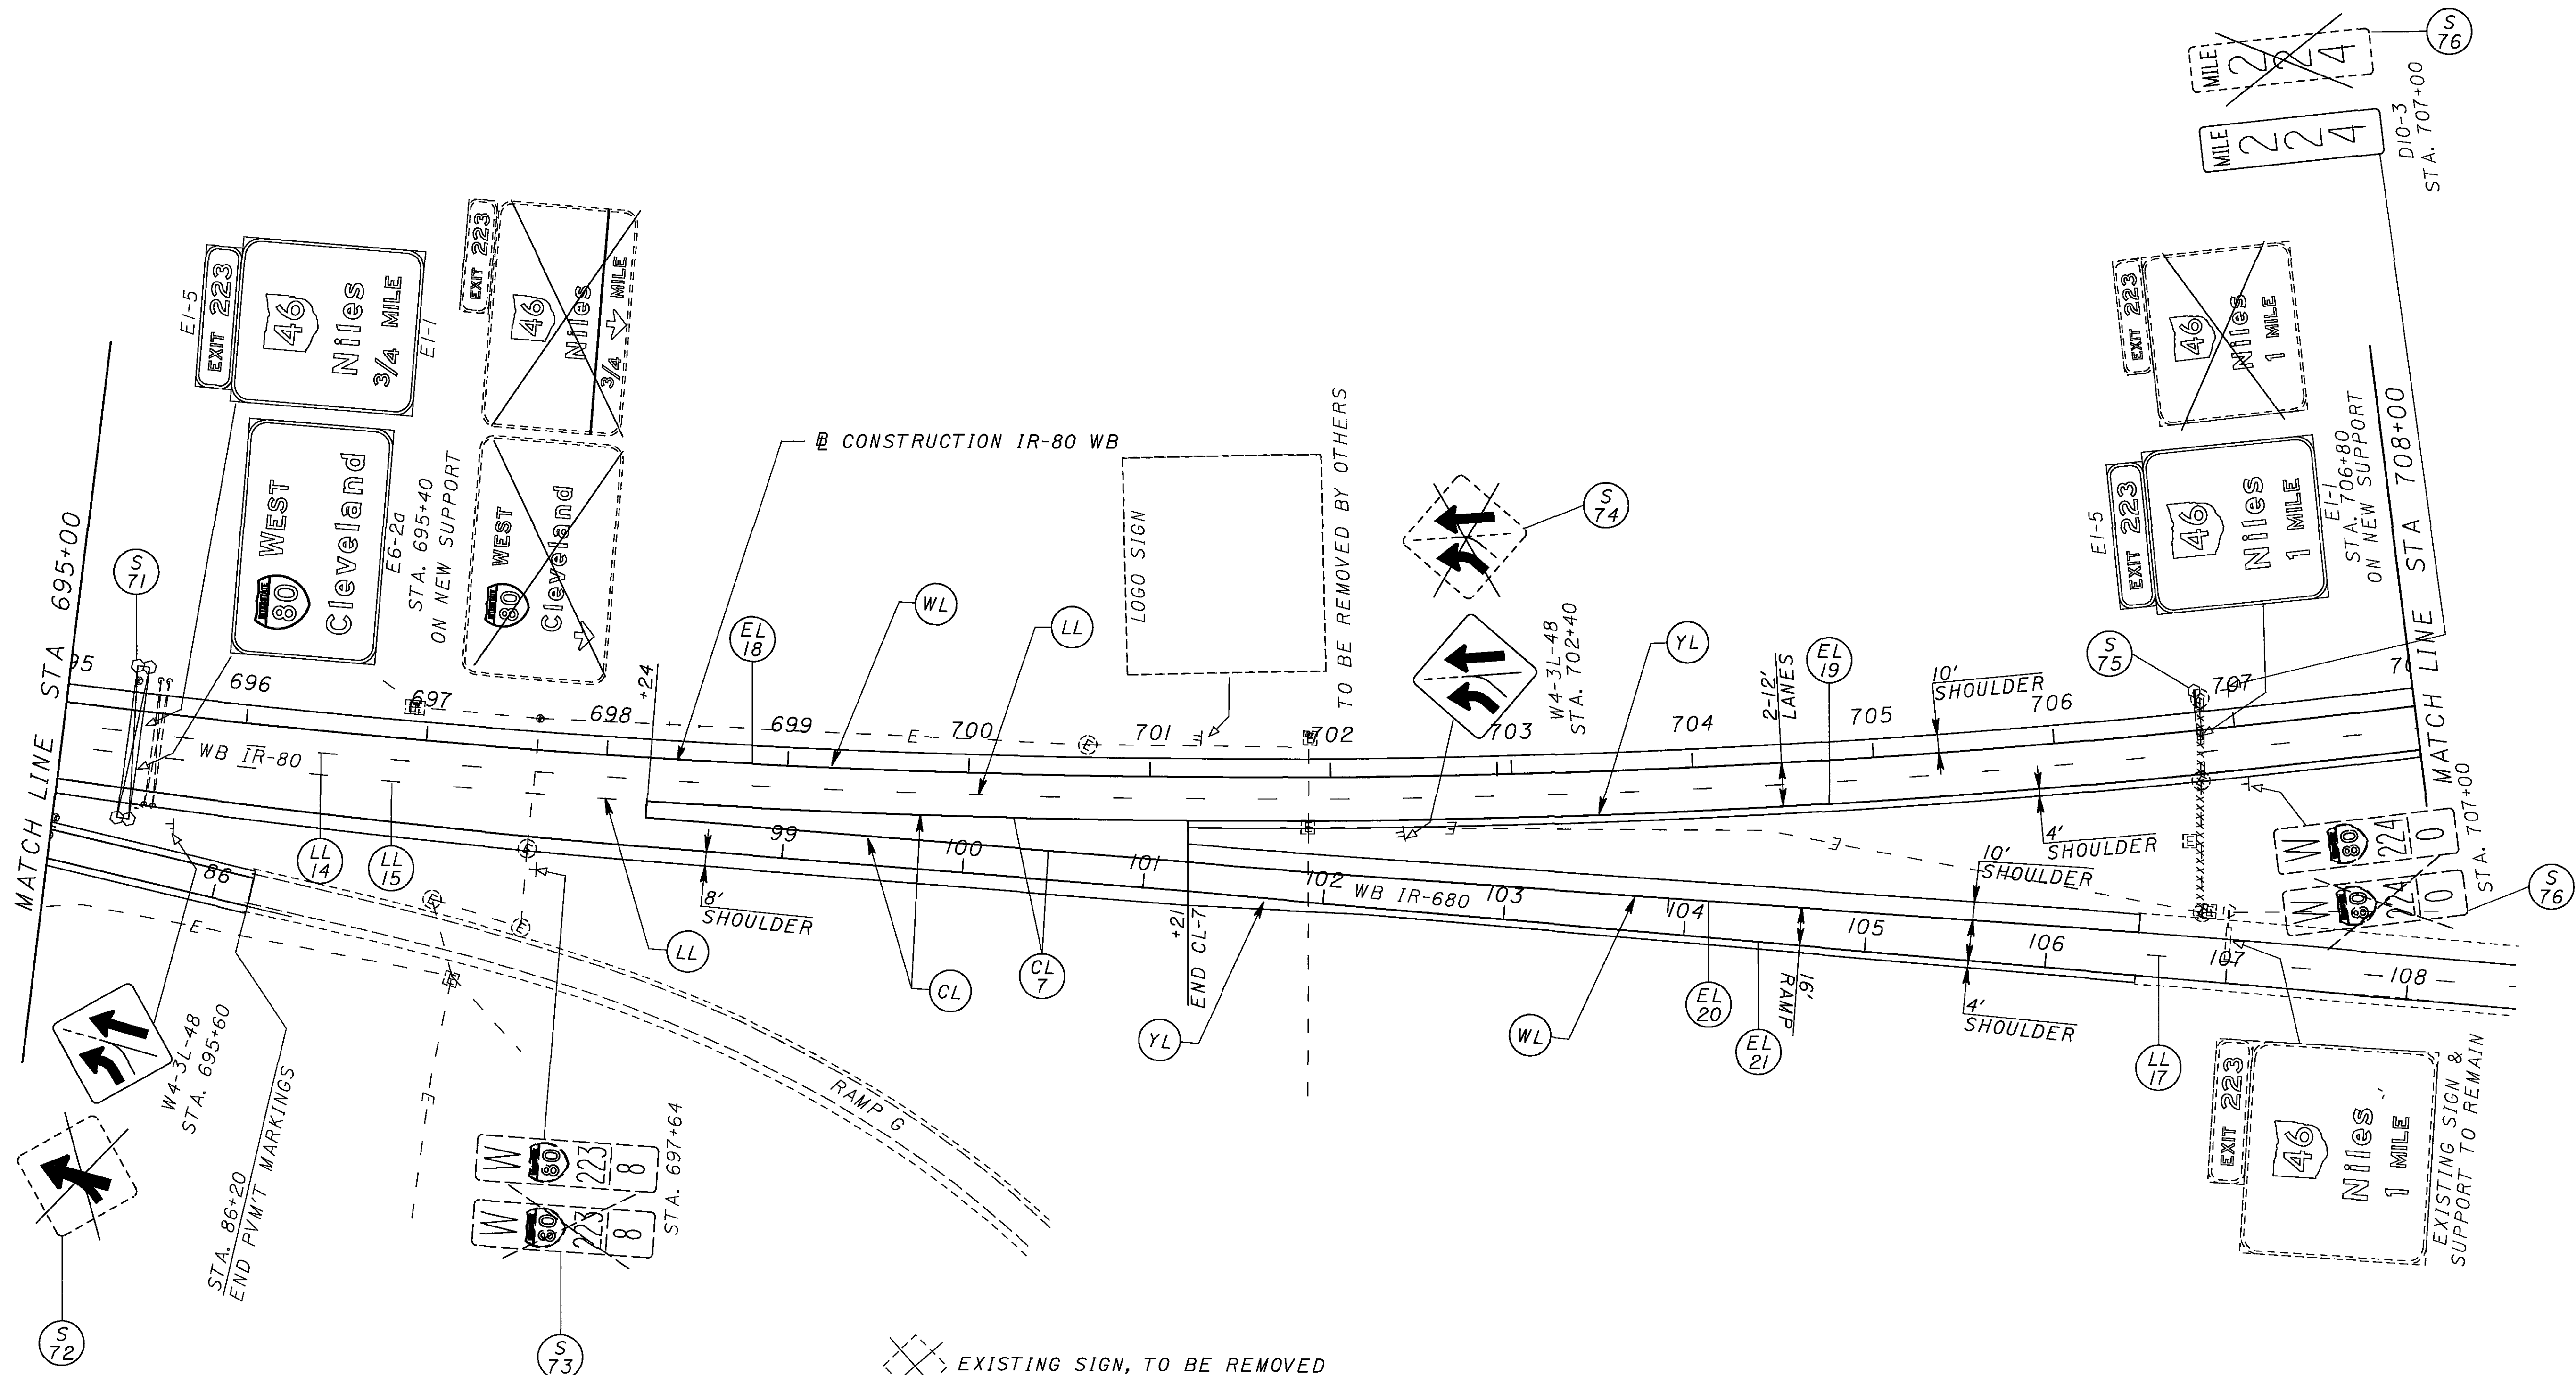 S
76
MILE
2
2
4
MILE
2
2
4
D10-3
STA. 707+00
E1-5
EXIT 223
46
Niles
3/4 MILE
E1-1
EXIT 223
46
Niles
3/4 MILE
WEST
80
Cleveland
E6-2a
STA. 695+40
ON NEW SUPPORT
WEST
80
Cleveland
MATCH LINE STA 695+00
S
71
℄ CONSTRUCTION IR-80 WB
LOGO SIGN
TO BE REMOVED BY OTHERS
S
74
W4-3L-48
STA. 702+40
EXIT 223
46
Niles
1 MILE
E1-5
EXIT 223
46
Niles
1 MILE
E1-1
STA. 706+80
ON NEW SUPPORT
MATCH LINE STA 708+00
S
75
EL
18
WL
LL
YL
EL
19
2-12'
LANES
10'
SHOULDER
+24
95
696
697
698
699
700
701
702
703
704
705
706
707
70
WB IR-80
E
E
E
E
LL
14
LL
15
86
E
E
E
E
E
99
100
101
102
WB IR-680
103
104
105
106
107
108
8'
SHOULDER
10'
SHOULDER
4'
SHOULDER
4'
SHOULDER
LL
CL
CL
7
+21
END CL-7
YL
WL
EL
20
EL
21
16'
RAMP
LL
17
W
80
224
0
W
80
224
0
STA. 707+00
S
76
W4-3L-48
STA. 695+60
STA. 86+20
END PVM'T MARKINGS
S
72
RAMP G
W
80
223
8
W
80
223
8
STA. 697+64
S
73
EXIT 223
46
Niles
1 MILE
EXISTING SIGN &
SUPPORT TO REMAIN
EXISTING SIGN, TO BE REMOVED